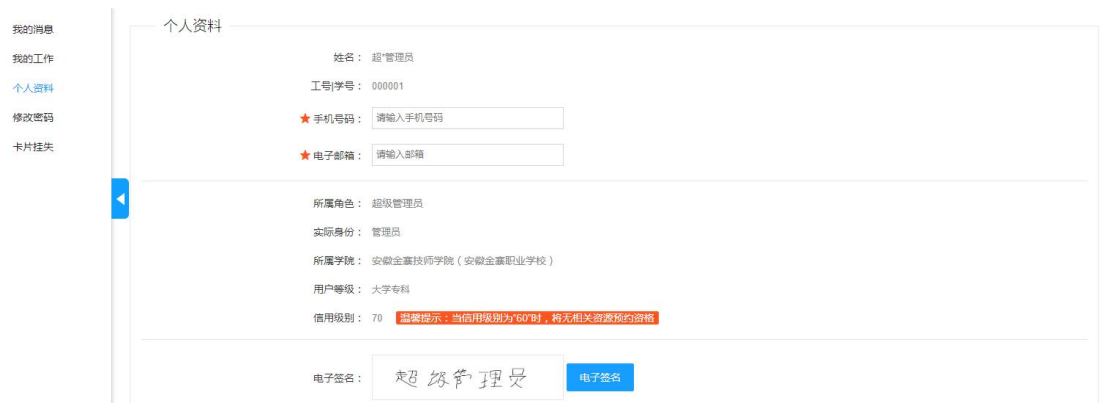 我的消息
我的工作
个人资料
修改密码
卡片挂失
个人资料
姓名： 超*管理员
工号|学号： 000001
★ 手机号码： 请输入手机号码
★ 电子邮箱： 请输入邮箱
所属角色： 超级管理员
实际身份： 管理员
所属学院： 安徽金寨技师学院（安徽金寨职业学校）
用户等级： 大学专科
信用级别： 70 温馨提示：当信用级别为"60"时，将无相关资源预约资格
电子签名： 超级管理员 电子签名